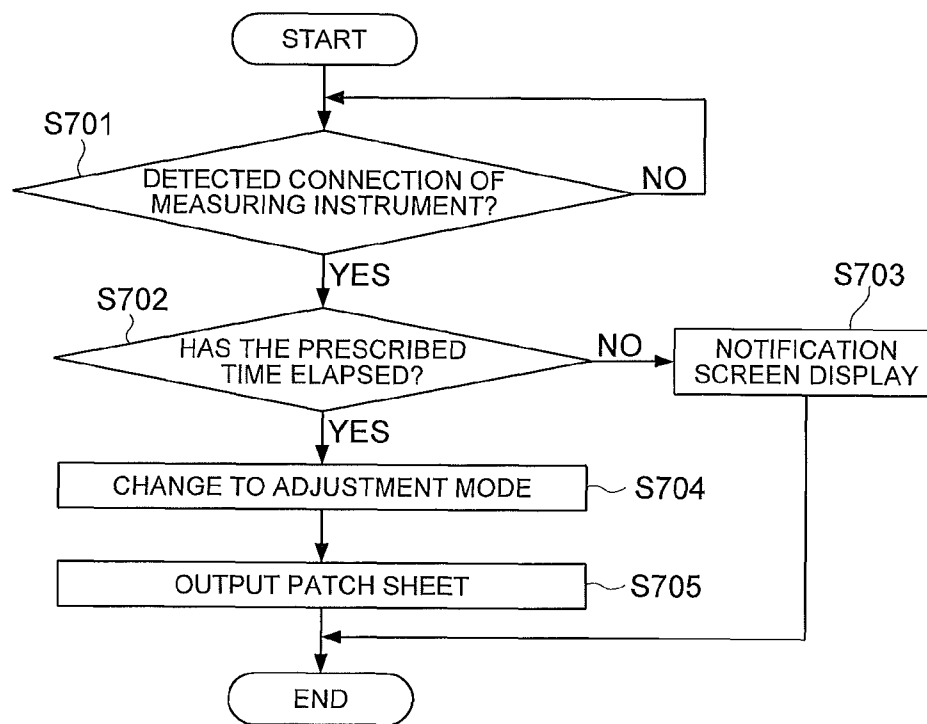 START
S701
DETECTED CONNECTION OF
MEASURING INSTRUMENT?
NO
YES
S702
HAS THE PRESCRIBED
TIME ELAPSED?
NO
S703
NOTIFICATION
SCREEN DISPLAY
YES
CHANGE TO ADJUSTMENT MODE
S704
OUTPUT PATCH SHEET
S705
END